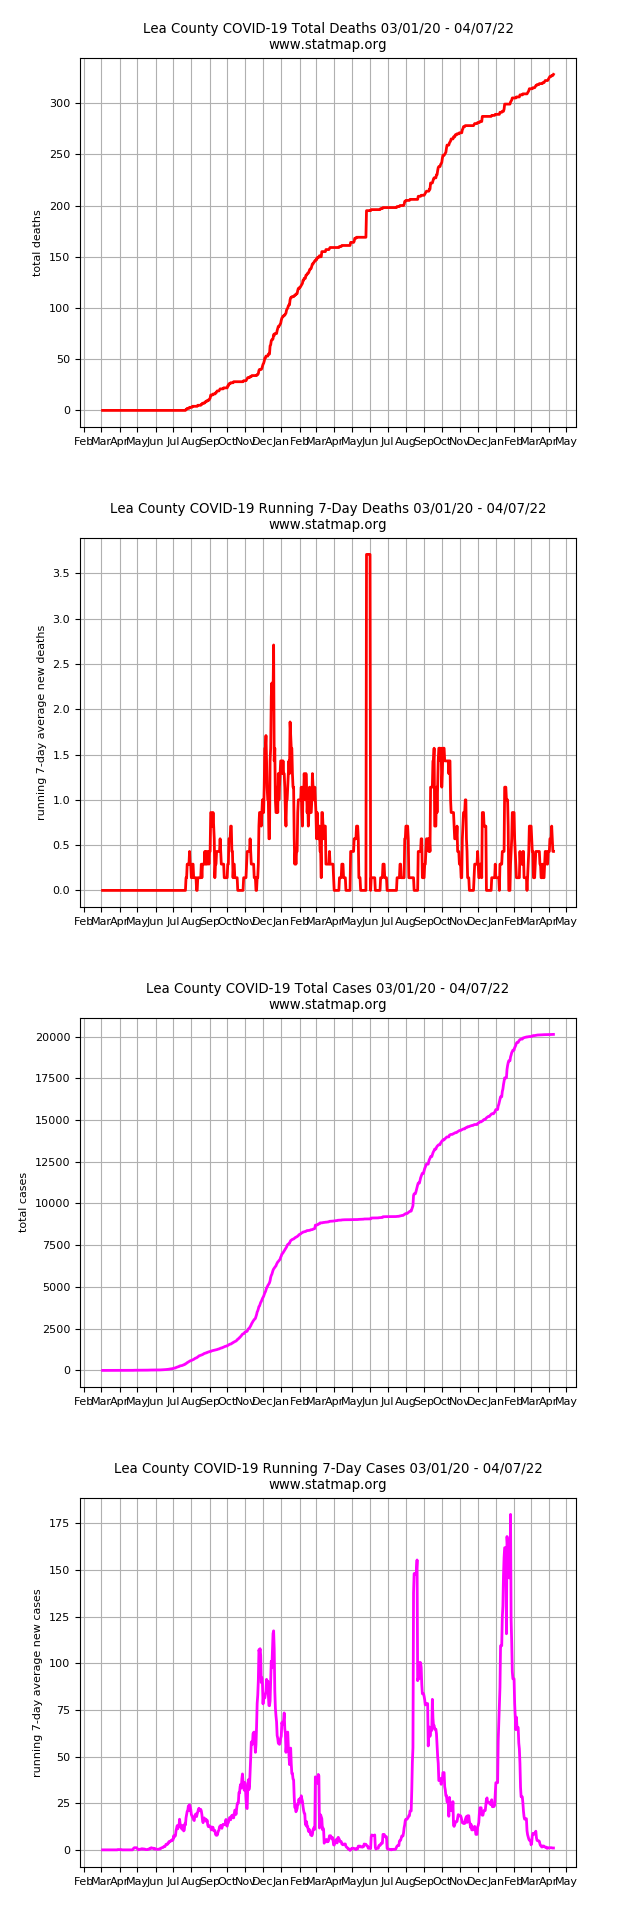 Lea County COVID-19 Total Deaths 03/01/20 - 04/07/22
www.statmap.org
total deaths
300
250
200
150
100
50
0
Feb Mar Apr May Jun Jul Aug Sep Oct Nov Dec Jan Feb Mar Apr May Jun Jul Aug Sep Oct Nov Dec Jan Feb Mar Apr May
Lea County COVID-19 Running 7-Day Deaths 03/01/20 - 04/07/22
www.statmap.org
running 7-day average new deaths
3.5
3.0
2.5
2.0
1.5
1.0
0.5
0.0
Feb Mar Apr May Jun Jul Aug Sep Oct Nov Dec Jan Feb Mar Apr May Jun Jul Aug Sep Oct Nov Dec Jan Feb Mar Apr May
Lea County COVID-19 Total Cases 03/01/20 - 04/07/22
www.statmap.org
total cases
20000
17500
15000
12500
10000
7500
5000
2500
0
Feb Mar Apr May Jun Jul Aug Sep Oct Nov Dec Jan Feb Mar Apr May Jun Jul Aug Sep Oct Nov Dec Jan Feb Mar Apr May
Lea County COVID-19 Running 7-Day Cases 03/01/20 - 04/07/22
www.statmap.org
running 7-day average new cases
175
150
125
100
75
50
25
0
Feb Mar Apr May Jun Jul Aug Sep Oct Nov Dec Jan Feb Mar Apr May Jun Jul Aug Sep Oct Nov Dec Jan Feb Mar Apr May